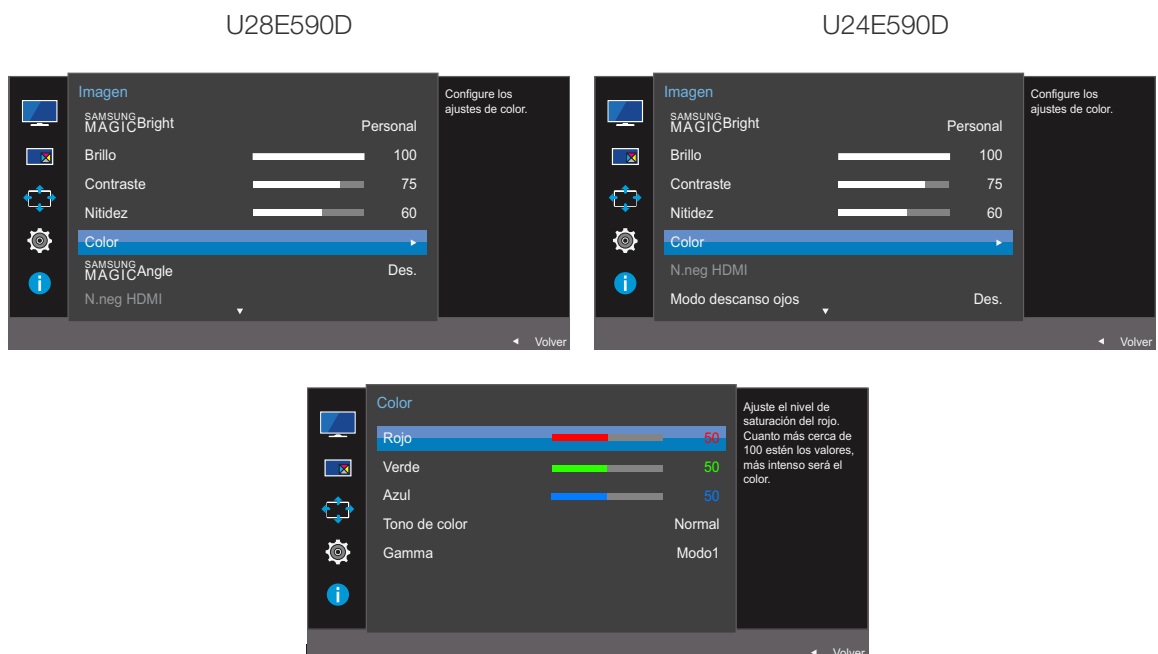 U28E590D
U24E590D
Imagen
SAMSUNG MAGIC Bright Personal
Brillo 100
Contraste 75
Nitidez 60
Color
SAMSUNG MAGIC Angle Des.
N.neg HDMI
Configure los
ajustes de color.
Volver
Imagen
SAMSUNG MAGIC Bright Personal
Brillo 100
Contraste 75
Nitidez 60
Color
N.neg HDMI
Modo descanso ojos Des.
Configure los
ajustes de color.
Volver
Color
Rojo 50
Verde 50
Azul 50
Tono de color Normal
Gamma Modo1
Ajuste el nivel de
saturación del rojo.
Cuanto más cerca de
100 estén los valores,
más intenso será el
color.
Volver